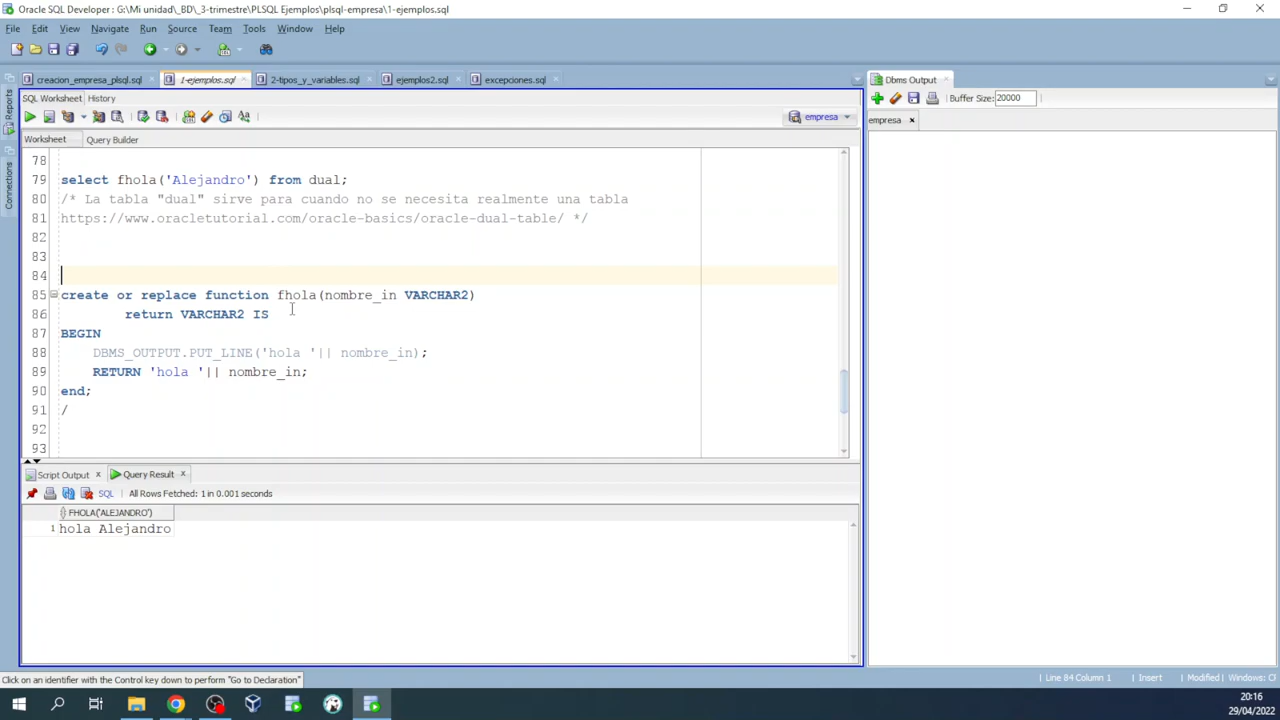 Oracle SQL Developer : G:\Mi unidad\_BD\_3-trimestre\PLSQL Ejemplos\plsql-empresa\1-ejemplos.sql
File Edit View Navigate Run Source Team Tools Window Help
creacion_empresa_plsql.sql 1-ejemplos.sql 2-tipos_y_variables.sql ejemplos2.sql excepciones.sql
Dbms Output
SQL Worksheet History
Buffer Size: 20000
empresa
empresa
Worksheet Query Builder
Reports
Connections
78
79 select fhola('Alejandro') from dual;
80 /* La tabla "dual" sirve para cuando no se necesita realmente una tabla
81 https://www.oracletutorial.com/oracle-basics/oracle-dual-table/ */
82
83
84
85 create or replace function fhola(nombre_in VARCHAR2)
86 return VARCHAR2 IS
87 BEGIN
88 DBMS_OUTPUT.PUT_LINE('hola '|| nombre_in);
89 RETURN 'hola '|| nombre_in;
90 end;
91 /
92
93
Script Output Query Result
SQL All Rows Fetched: 1 in 0.001 seconds
FHOLA('ALEJANDRO')
1 hola Alejandro
Click on an identifier with the Control key down to perform "Go to Declaration"
Line 84 Column 1 Insert Modified Windows: CF
20:16
29/04/2022